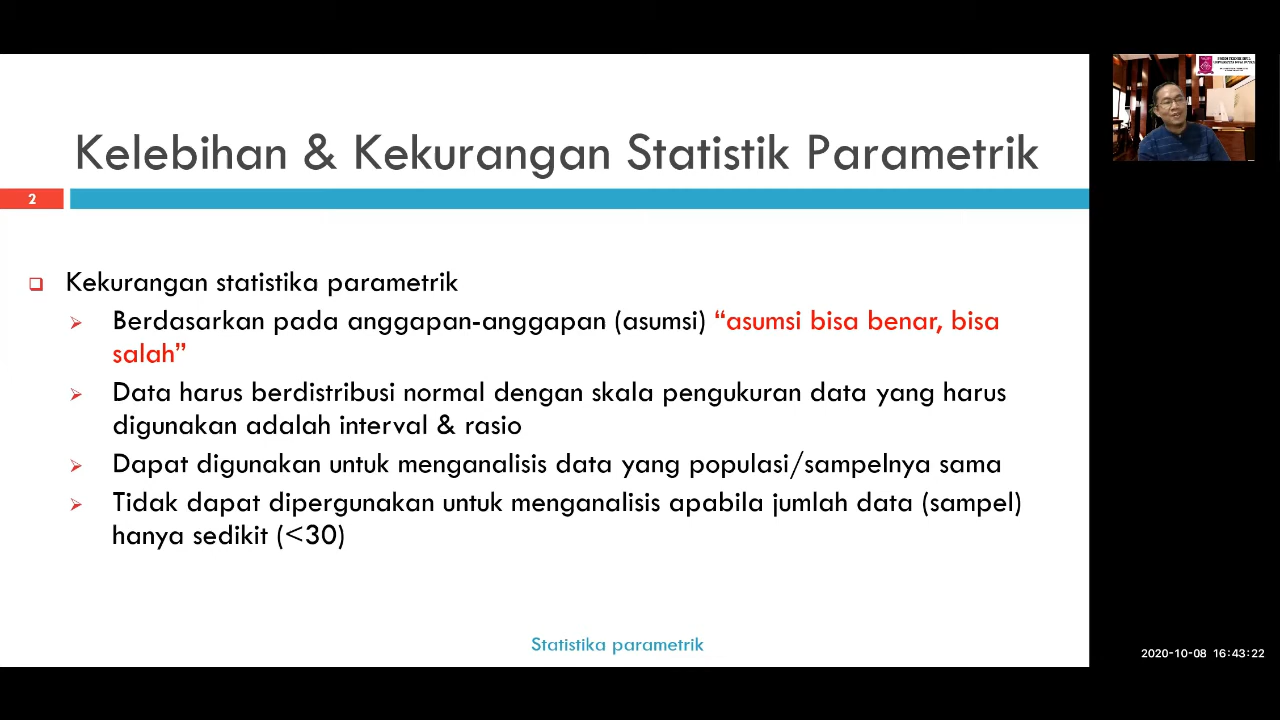 Kelebihan & Kekurangan Statistik Parametrik
2
Kekurangan statistika parametrik
Berdasarkan pada anggapan-anggapan (asumsi) “asumsi bisa benar, bisa
salah”
Data harus berdistribusi normal dengan skala pengukuran data yang harus
digunakan adalah interval & rasio
Dapat digunakan untuk menganalisis data yang populasi/sampelnya sama
Tidak dapat dipergunakan untuk menganalisis apabila jumlah data (sampel)
hanya sedikit (<30)
Statistika parametrik
2020-10-08 16:43:22